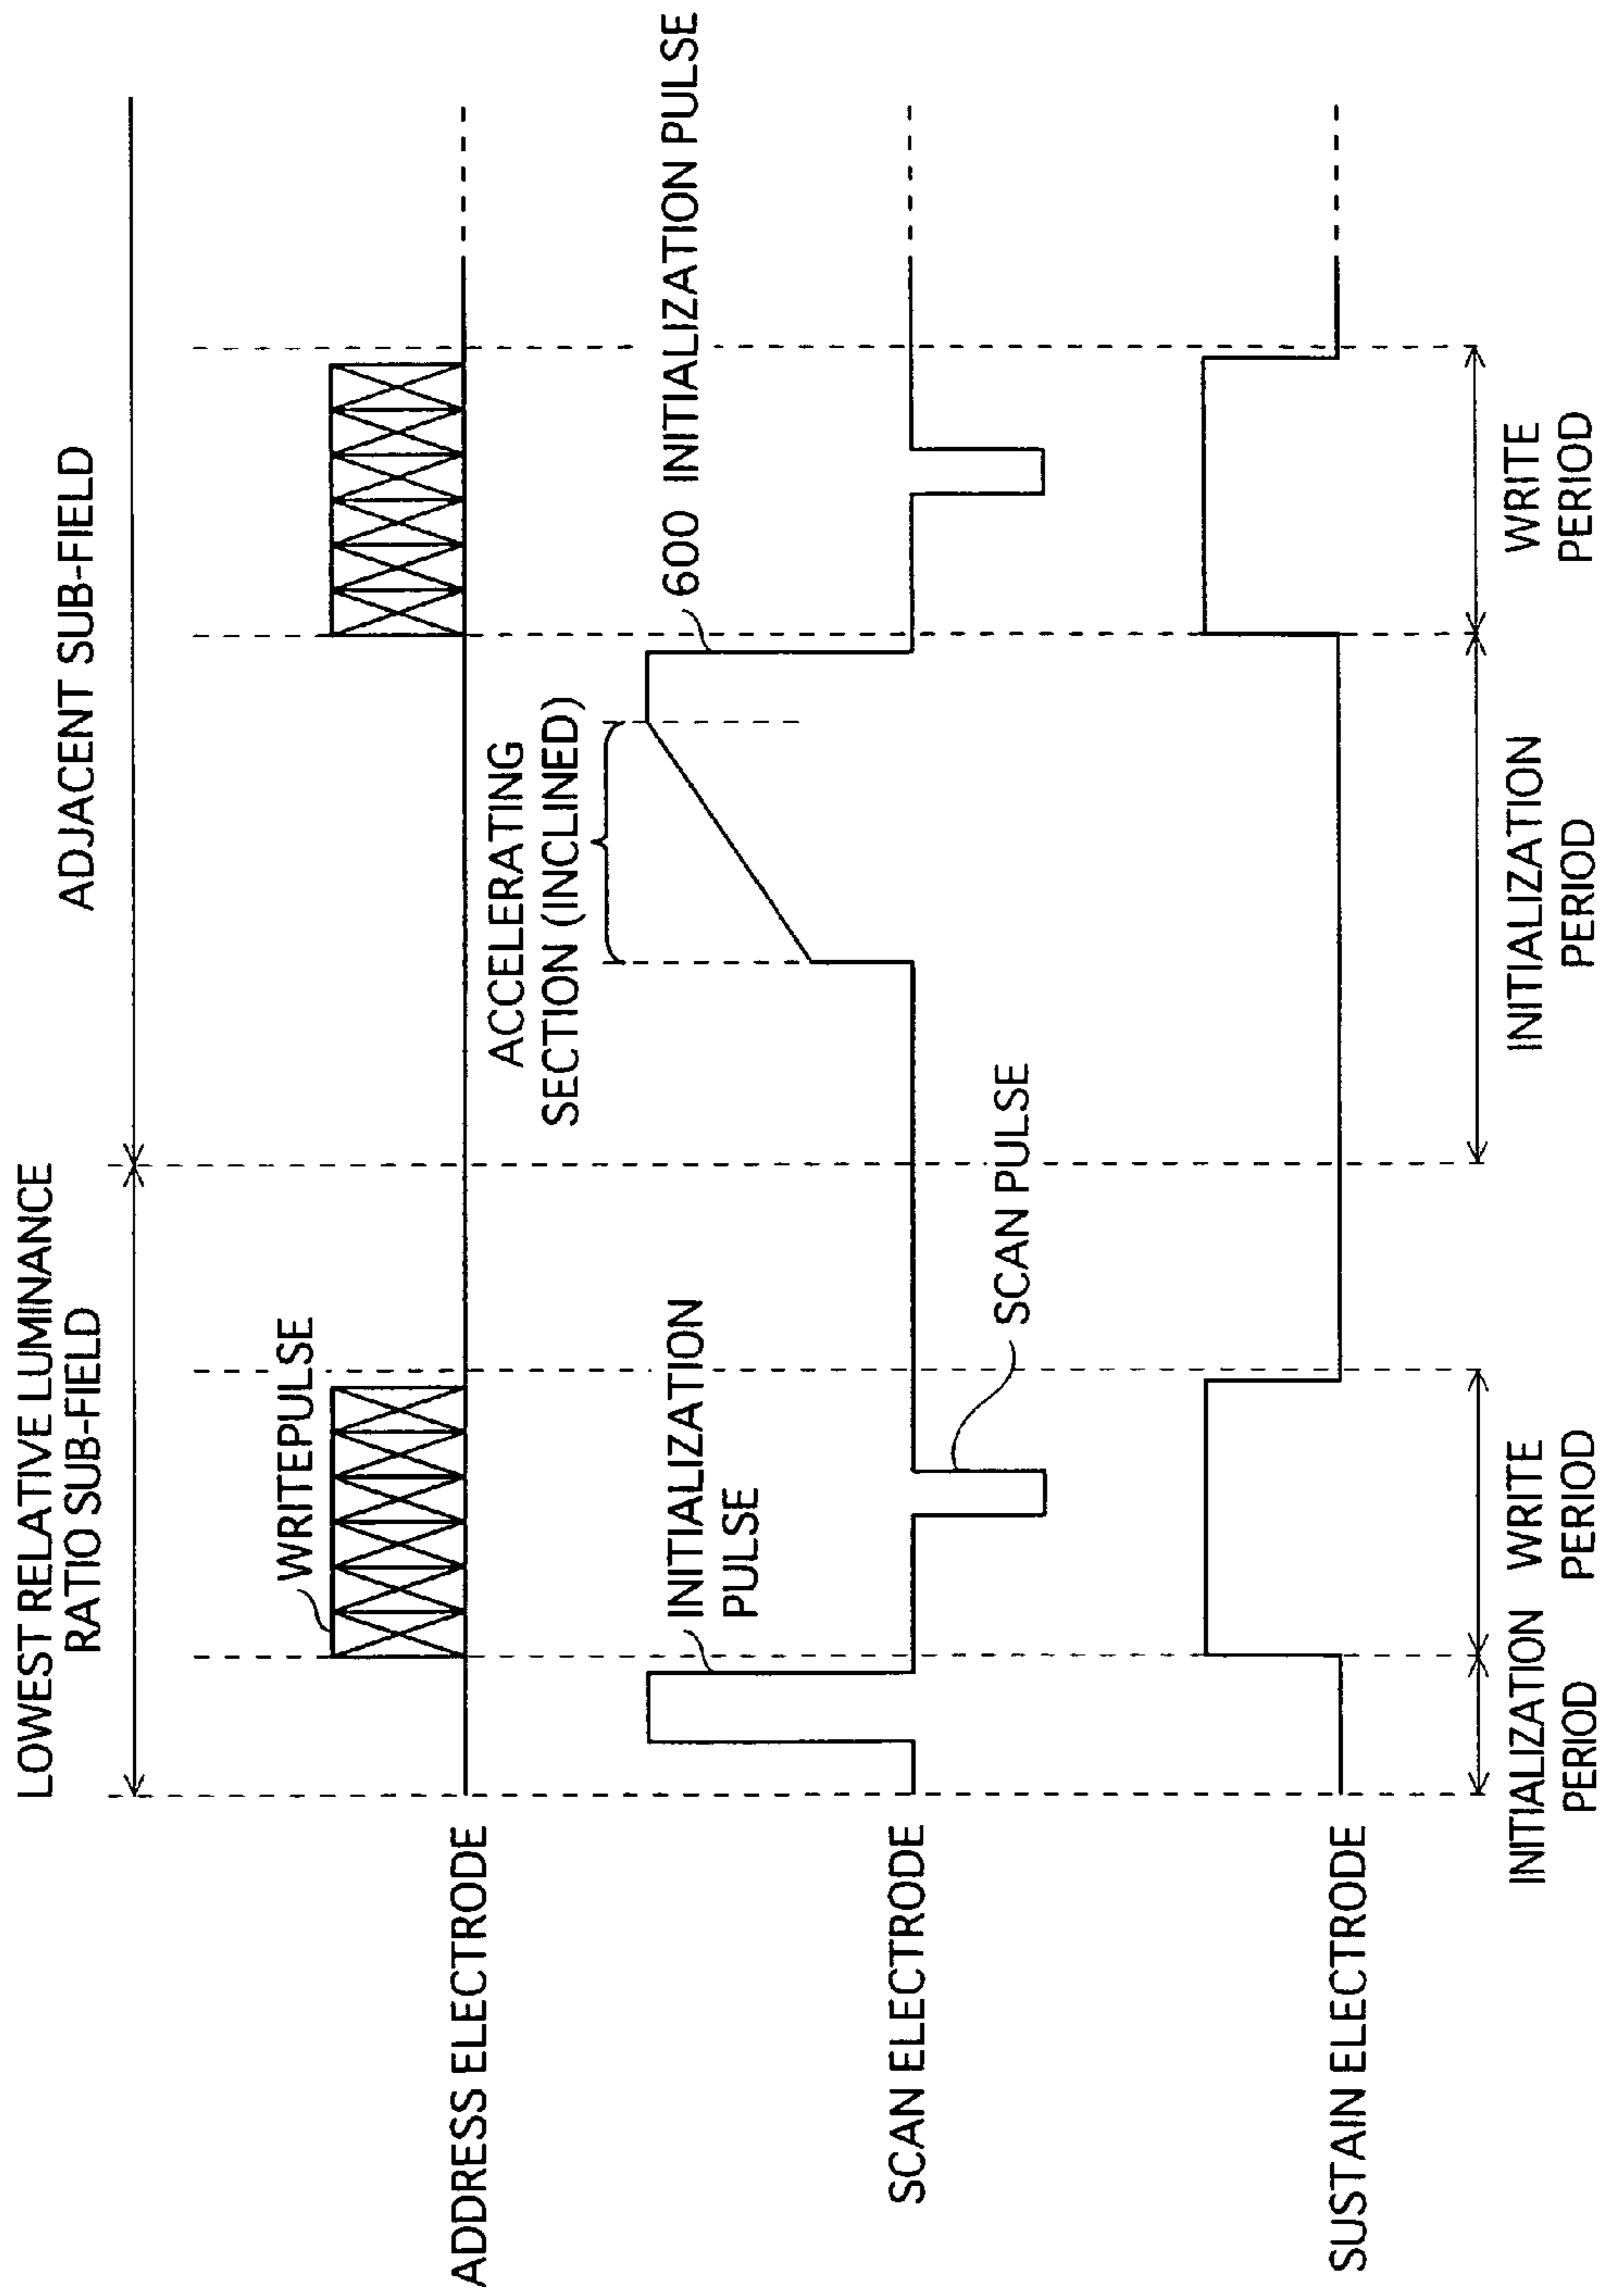 LOWEST RELATIVE LUMINANCE
RATIO SUB-FIELD
ADJACENT SUB-FIELD
WRITEPULSE
ADDRESS ELECTRODE
ACCELERATING
SECTION (INCLINED)
INITIALIZATION
PULSE
600 INITIALIZATION PULSE
SCAN ELECTRODE
SCAN PULSE
SUSTAIN ELECTRODE
INITIALIZATION
PERIOD
WRITE
PERIOD
INITIALIZATION
PERIOD
WRITE
PERIOD